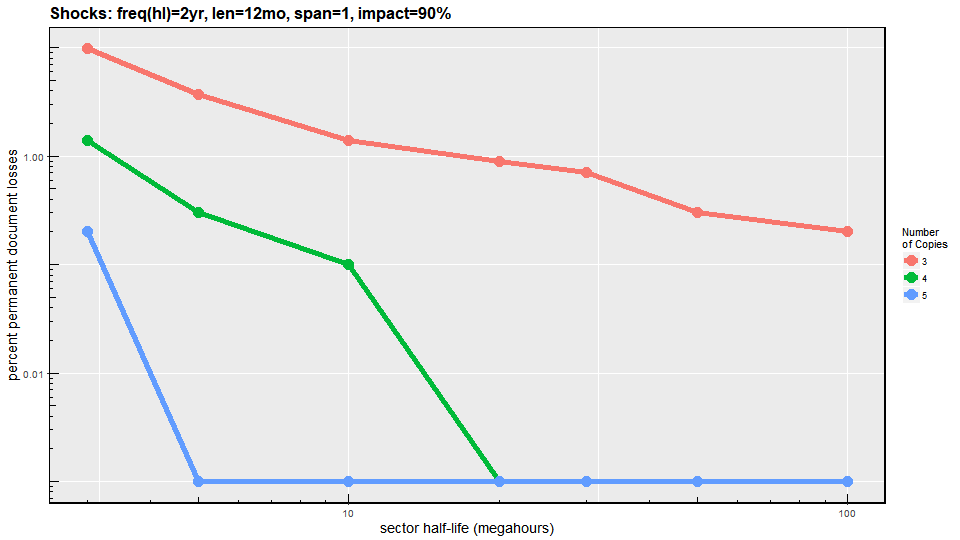 Shocks: freq(hl)=2yr, len=12mo, span=1, impact=90%
percent permanent document losses
1.00
0.01
10
100
sector half-life (megahours)
Number
of Copies
3
4
5